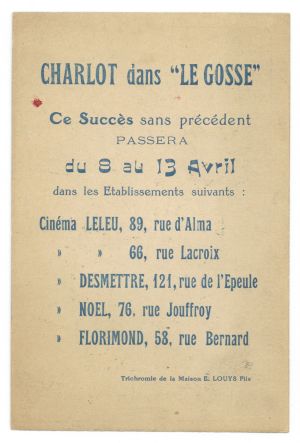 CHARLOT dans “LE GOSSE”
Ce Succès sans précédent
PASSERA
du 8 au 13 Avril
dans les Etablissements suivants :
Cinéma LELEU, 89, rue d'Alma
» » 66, rue Lacroix
» DESMETTRE, 121, rue de l'Epeule
» NOEL, 76, rue Jouffroy
» FLORIMOND, 58, rue Bernard
Trichromie de la Maison E. LOUYS Fils